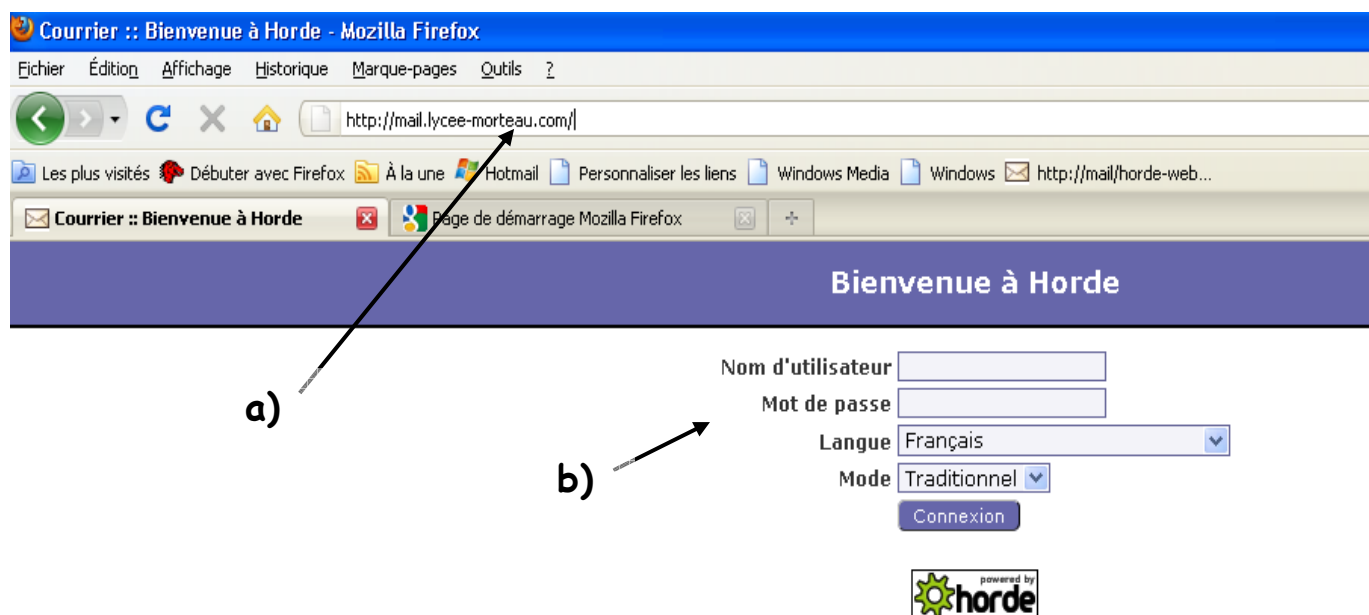 Courrier :: Bienvenue à Horde - Mozilla Firefox
Fichier Édition Affichage Historique Marque-pages Outils ?
http://mail.lycee-morteau.com/
Les plus visités Débuter avec Firefox À la une Hotmail Personnaliser les liens Windows Media Windows http://mail/horde-web...
Courrier :: Bienvenue à Horde Page de démarrage Mozilla Firefox
Bienvenue à Horde
Nom d'utilisateur
Mot de passe
a)
Langue Français
b)
Mode Traditionnel
Connexion
powered by
horde